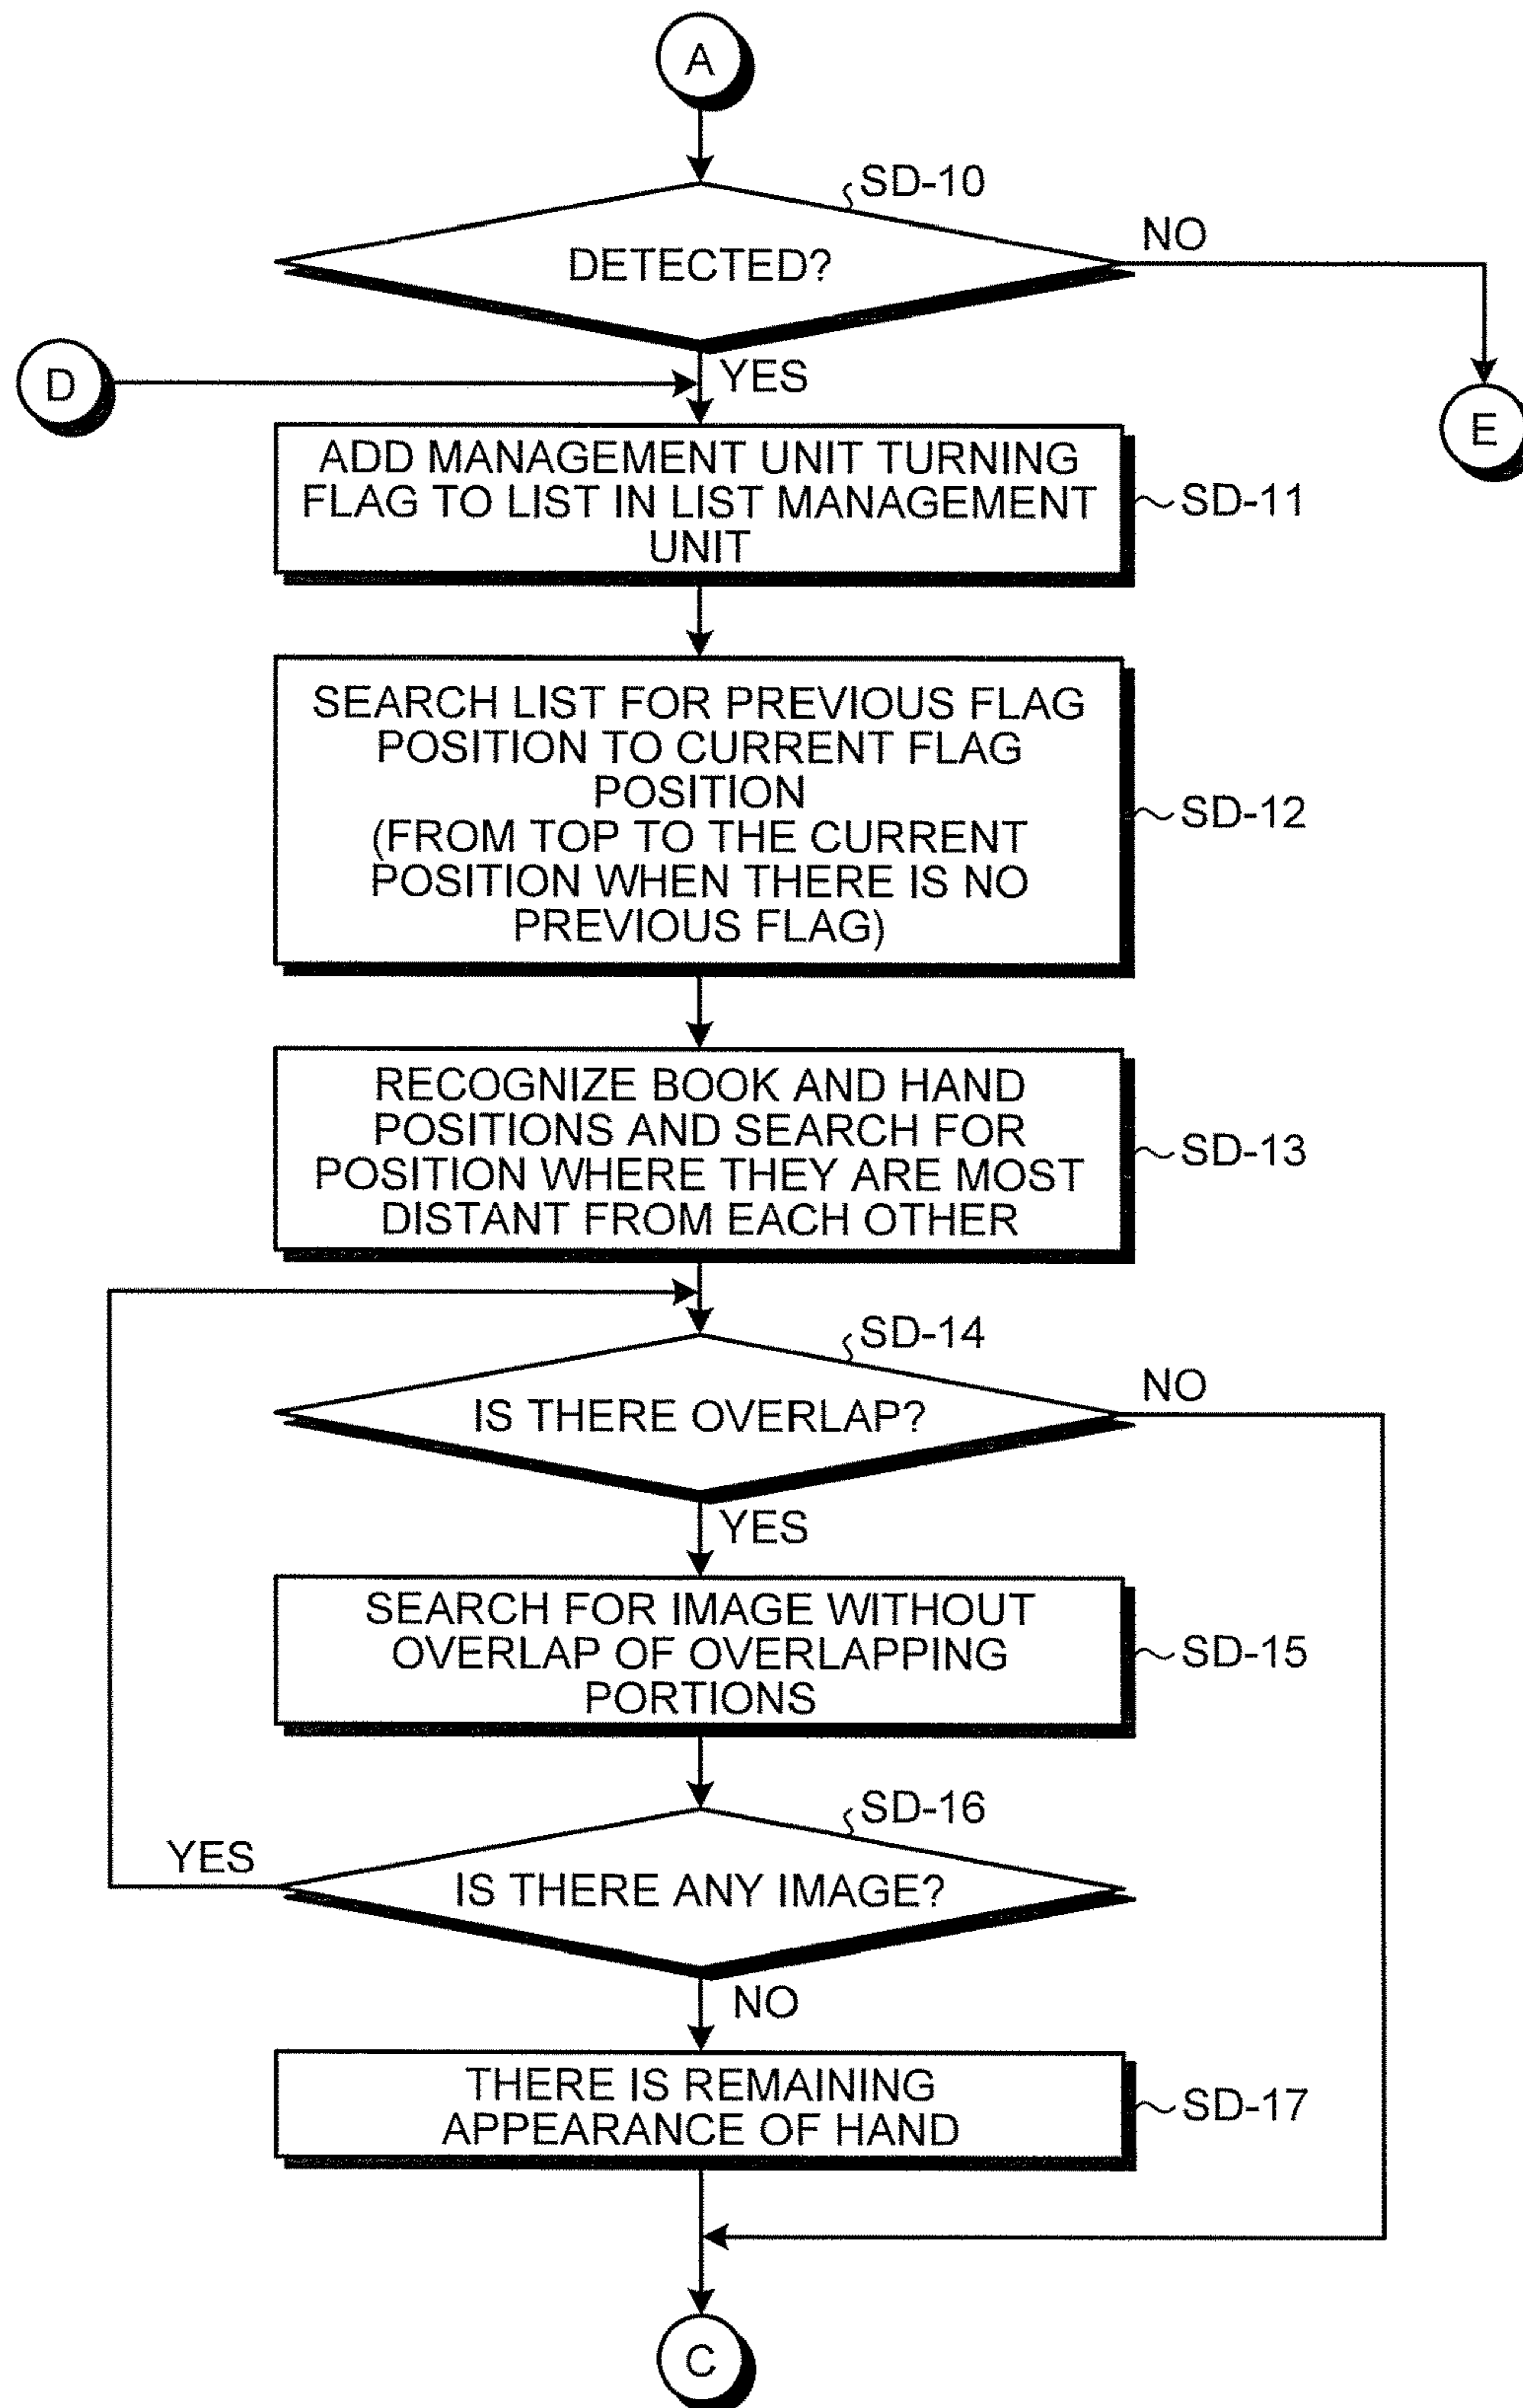 A
SD-10
DETECTED?
NO
D
YES
E
ADD MANAGEMENT UNIT TURNING
FLAG TO LIST IN LIST MANAGEMENT
UNIT
SD-11
SEARCH LIST FOR PREVIOUS FLAG
POSITION TO CURRENT FLAG
POSITION
(FROM TOP TO THE CURRENT
POSITION WHEN THERE IS NO
PREVIOUS FLAG)
SD-12
RECOGNIZE BOOK AND HAND
POSITIONS AND SEARCH FOR
POSITION WHERE THEY ARE MOST
DISTANT FROM EACH OTHER
SD-13
SD-14
IS THERE OVERLAP?
NO
YES
SEARCH FOR IMAGE WITHOUT
OVERLAP OF OVERLAPPING
PORTIONS
SD-15
SD-16
IS THERE ANY IMAGE?
YES
NO
THERE IS REMAINING
APPEARANCE OF HAND
SD-17
C